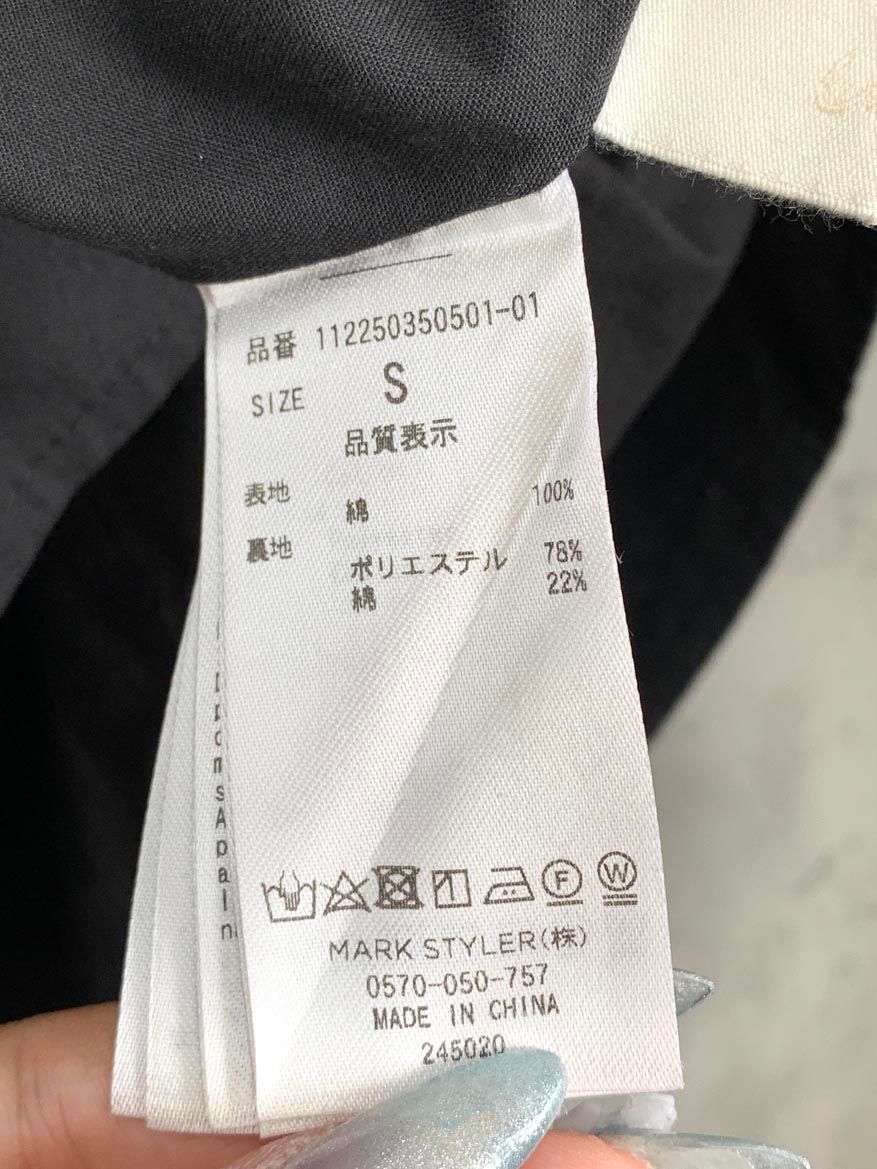 品番 112250350501-01
SIZE S
品質表示
表地 綿 100%
裏地 ポリエステル 78%
綿 22%
F W
MARK STYLER(株)
0570-050-757
MADE IN CHINA
245020